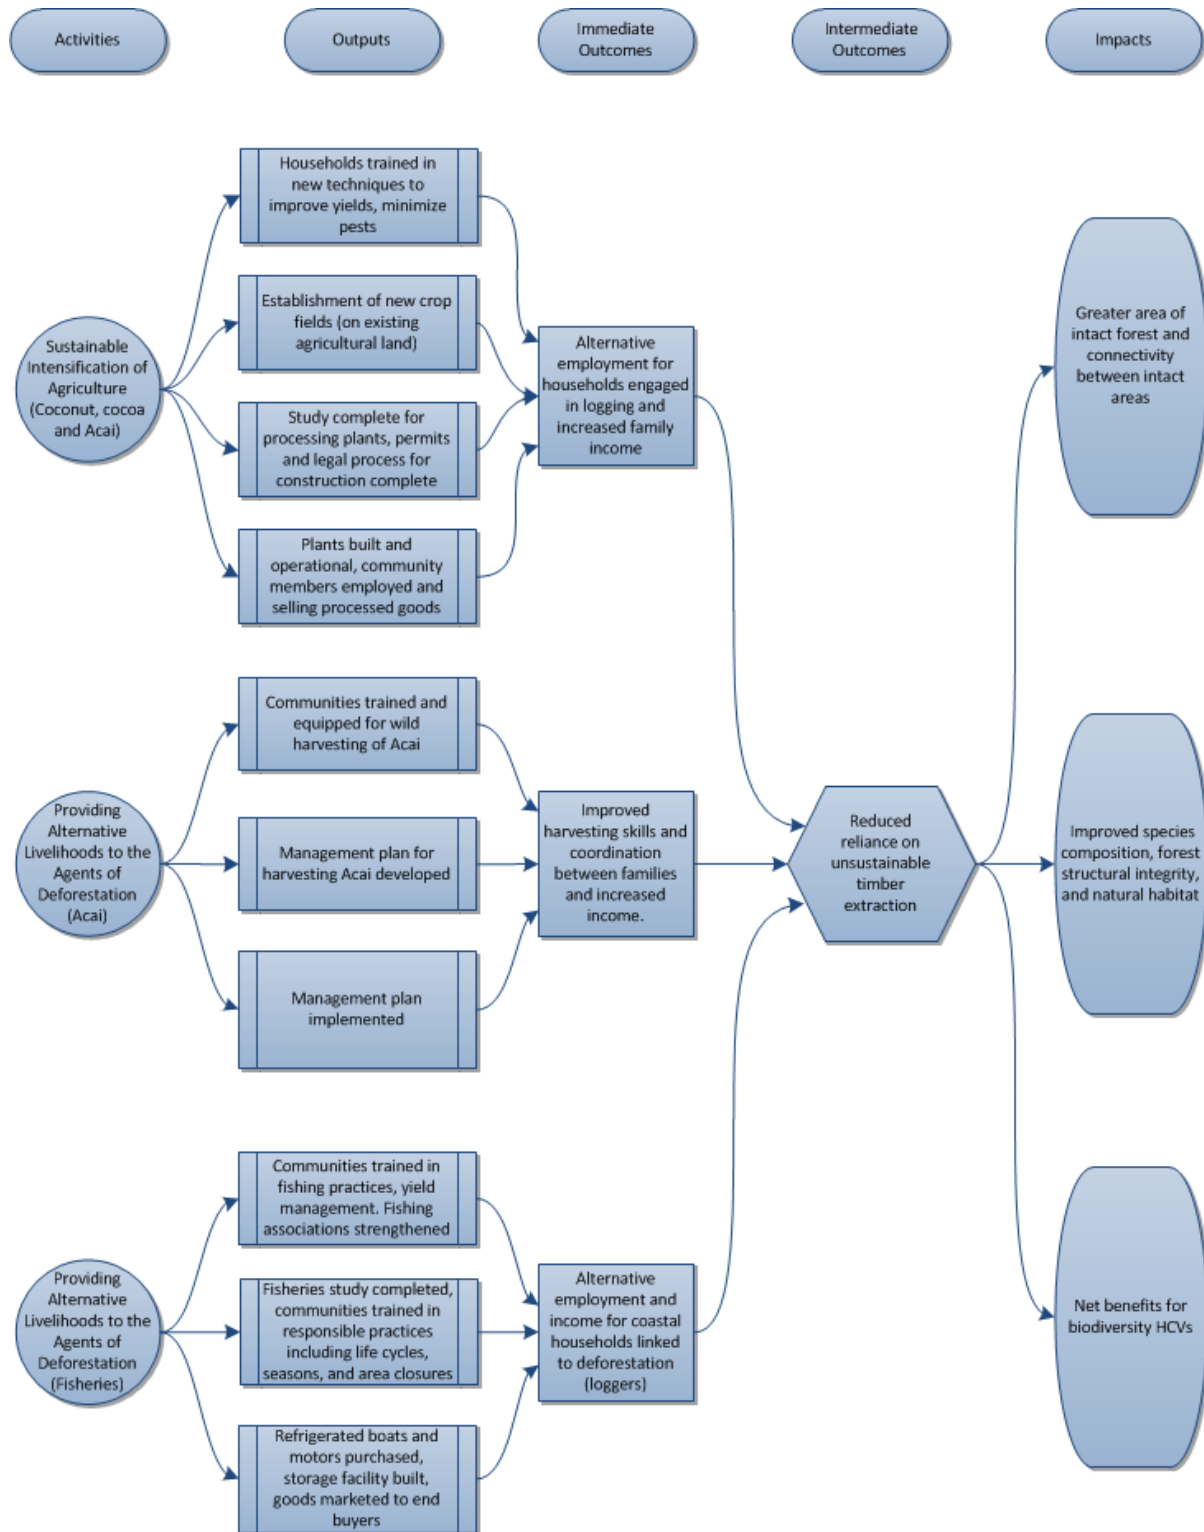 Activities
Outputs
Immediate
Outcomes
Intermediate
Outcomes
Impacts
Households trained in
new techniques to
improve yields, minimize
pests
Establishment of new crop
fields (on existing
agricultural land)
Sustainable
Intensification of
Agriculture
(Coconut, cocoa
and Acai)
Study complete for
processing plants, permits
and legal process for
construction complete
Plants built and
operational, community
members employed and
selling processed goods
Alternative
employment for
households engaged
in logging and
increased family
income
Greater area of
intact forest and
connectivity
between intact
areas
Communities trained and
equipped for wild
harvesting of Acai
Providing
Alternative
Livelihoods to the
Agents of
Deforestation
(Acai)
Management plan for
harvesting Acai developed
Management plan
implemented
Improved
harvesting skills and
coordination
between families
and increased
income.
Reduced
reliance on
unsustainable
timber
extraction
Improved species
composition, forest
structural integrity,
and natural habitat
Communities trained in
fishing practices, yield
management. Fishing
associations strengthened
Providing
Alternative
Livelihoods to the
Agents of
Deforestation
(Fisheries)
Fisheries study completed,
communities trained in
responsible practices
including life cycles,
seasons, and area closures
Refrigerated boats and
motors purchased,
storage facility built,
goods marketed to end
buyers
Alternative
employment and
income for coastal
households linked
to deforestation
(loggers)
Net benefits for
biodiversity HCVs